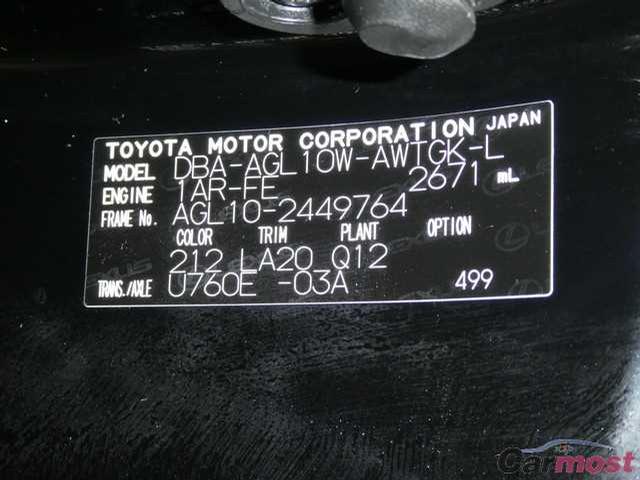 TOYOTA MOTOR CORPORATION JAPAN
MODEL DBA-AGL10W-AWTGK-L
ENGINE 1AR-FE 2671 mL
FRAME No. AGL10-2449764
COLOR TRIM PLANT OPTION
212 LA20 Q12
TRANS./AXLE U760E -03A 499
Carmost